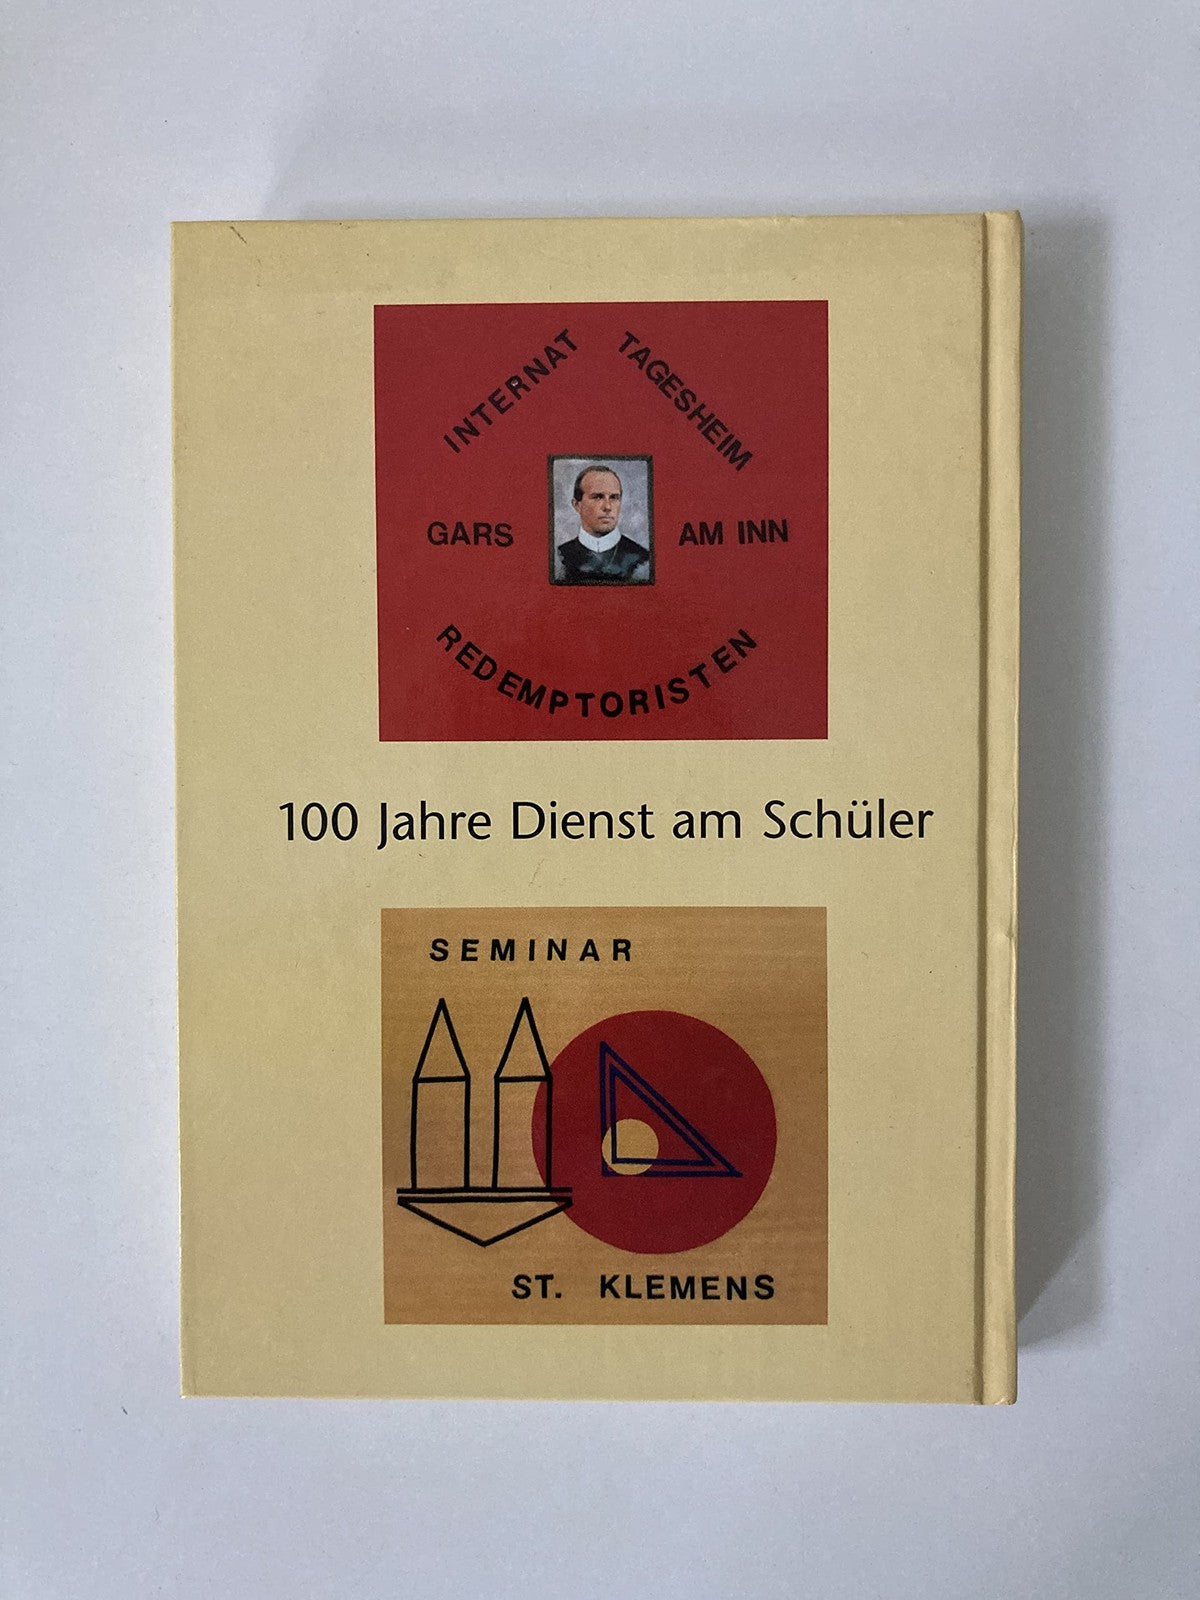 INTERNAT TAGESHEIM
GARS AM INN
REDEMPTORISTEN
100 Jahre Dienst am Schüler
SEMINAR
ST. KLEMENS